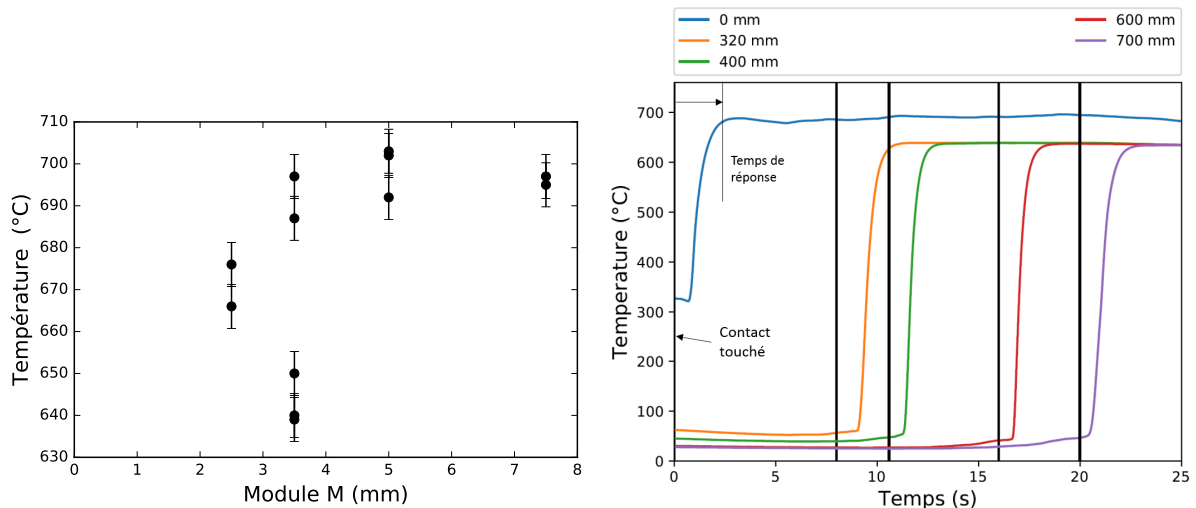 710
700
690
680
670
660
650
640
630
Température (°C)
0 1 2 3 4 5 6 7 8
Module M (mm)
0 mm
320 mm
400 mm
600 mm
700 mm
700
600
500
400
300
200
100
0
Temperature (°C)
Temps de
réponse
Contact
touché
0 5 10 15 20 25
Temps (s)